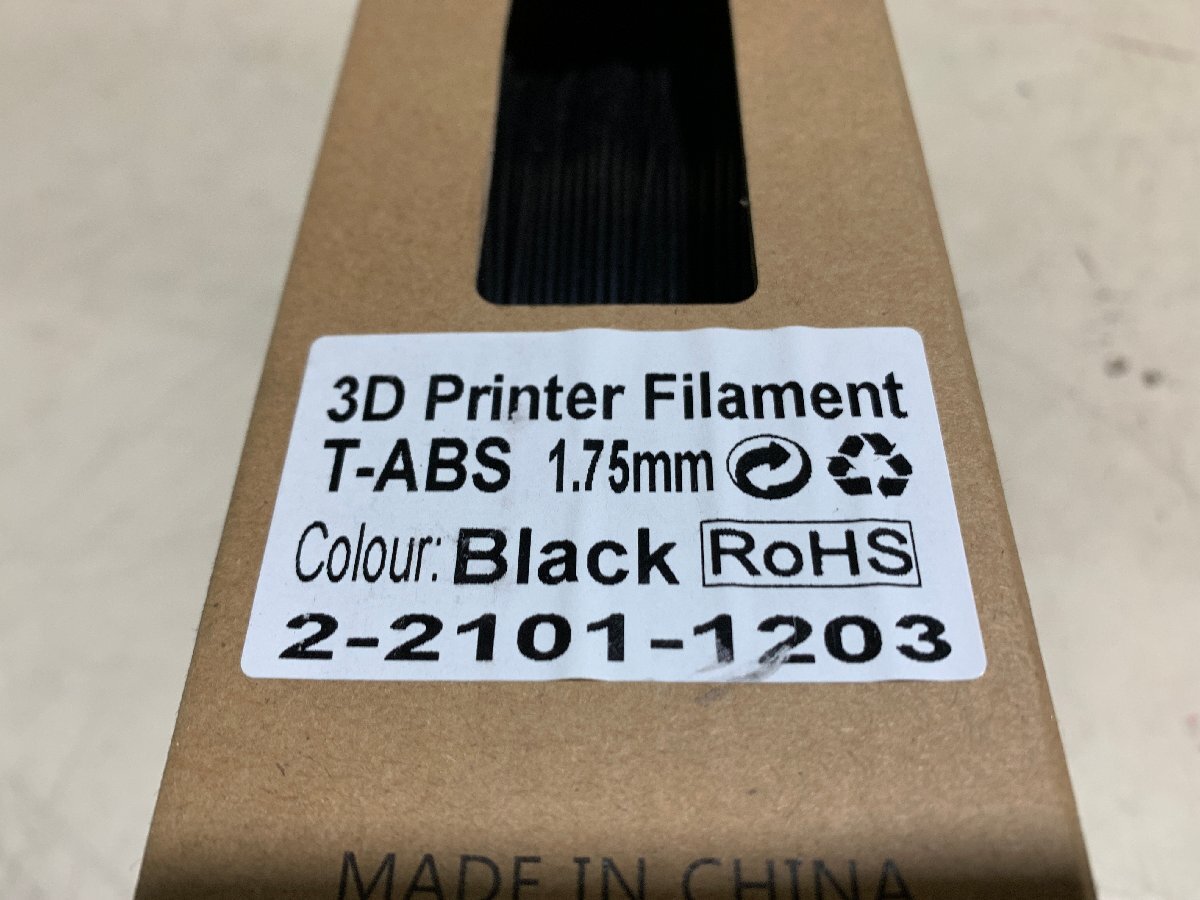 3D Printer Filament
T-ABS 1.75mm
Colour: Black RoHS
2-2101-1203
MADE IN CHINA